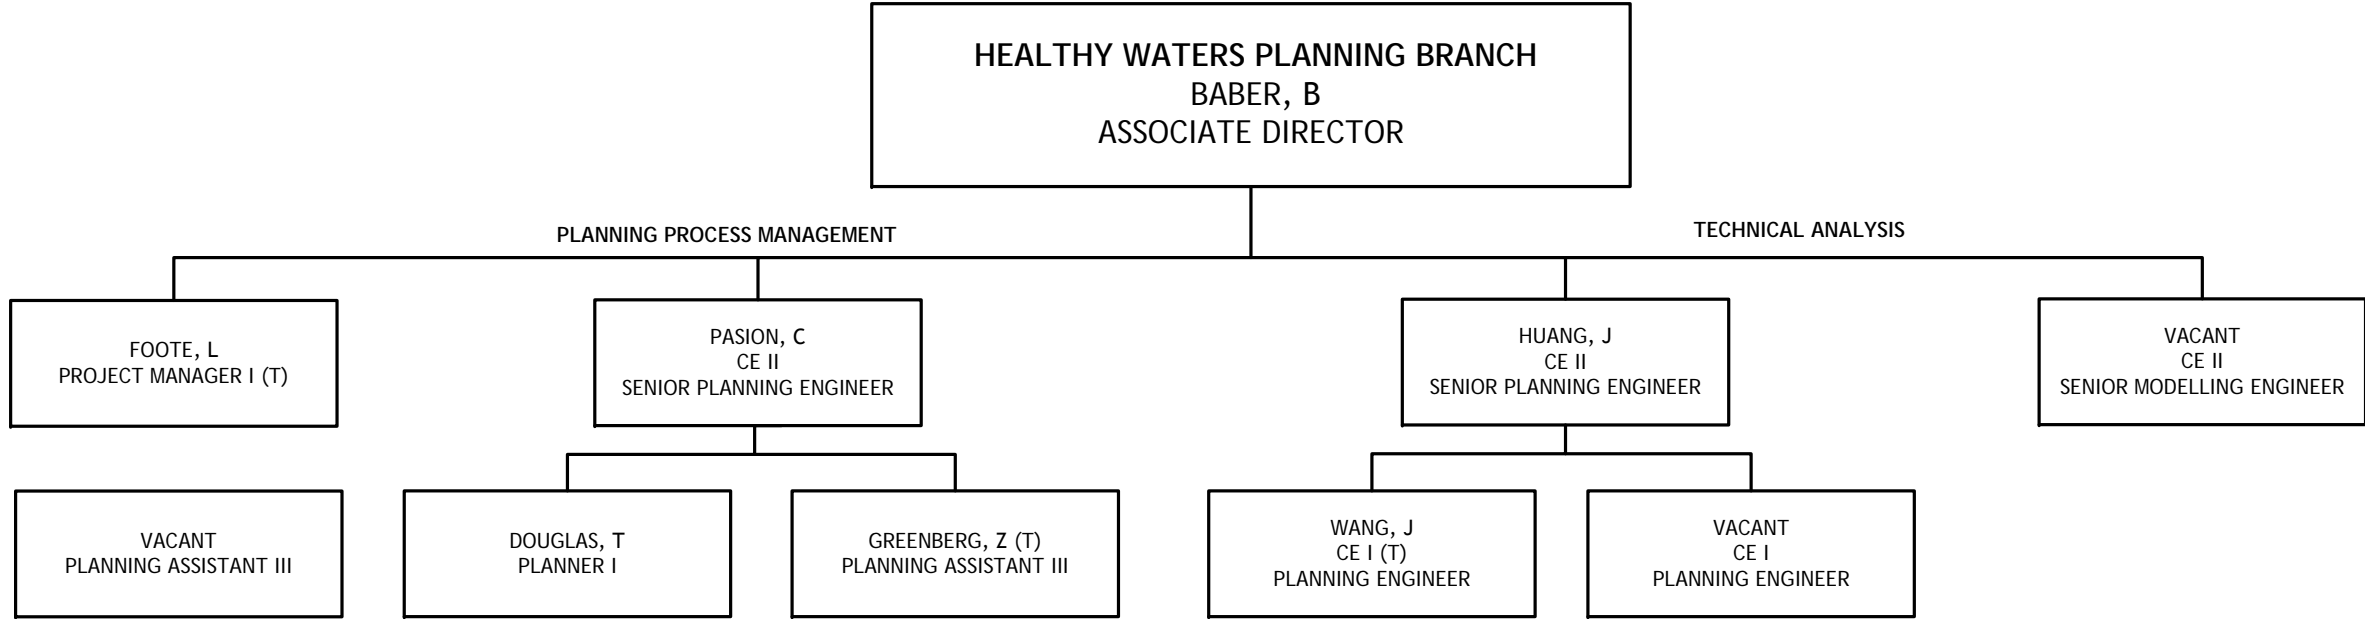 HEALTHY WATERS PLANNING BRANCH
BABER, B
ASSOCIATE DIRECTOR
PLANNING PROCESS MANAGEMENT
TECHNICAL ANALYSIS
FOOTE, L
PROJECT MANAGER I (T)
PASION, C
CE II
SENIOR PLANNING ENGINEER
HUANG, J
CE II
SENIOR PLANNING ENGINEER
VACANT
CE II
SENIOR MODELLING ENGINEER
VACANT
PLANNING ASSISTANT III
DOUGLAS, T
PLANNER I
GREENBERG, Z (T)
PLANNING ASSISTANT III
WANG, J
CE I (T)
PLANNING ENGINEER
VACANT
CE I
PLANNING ENGINEER